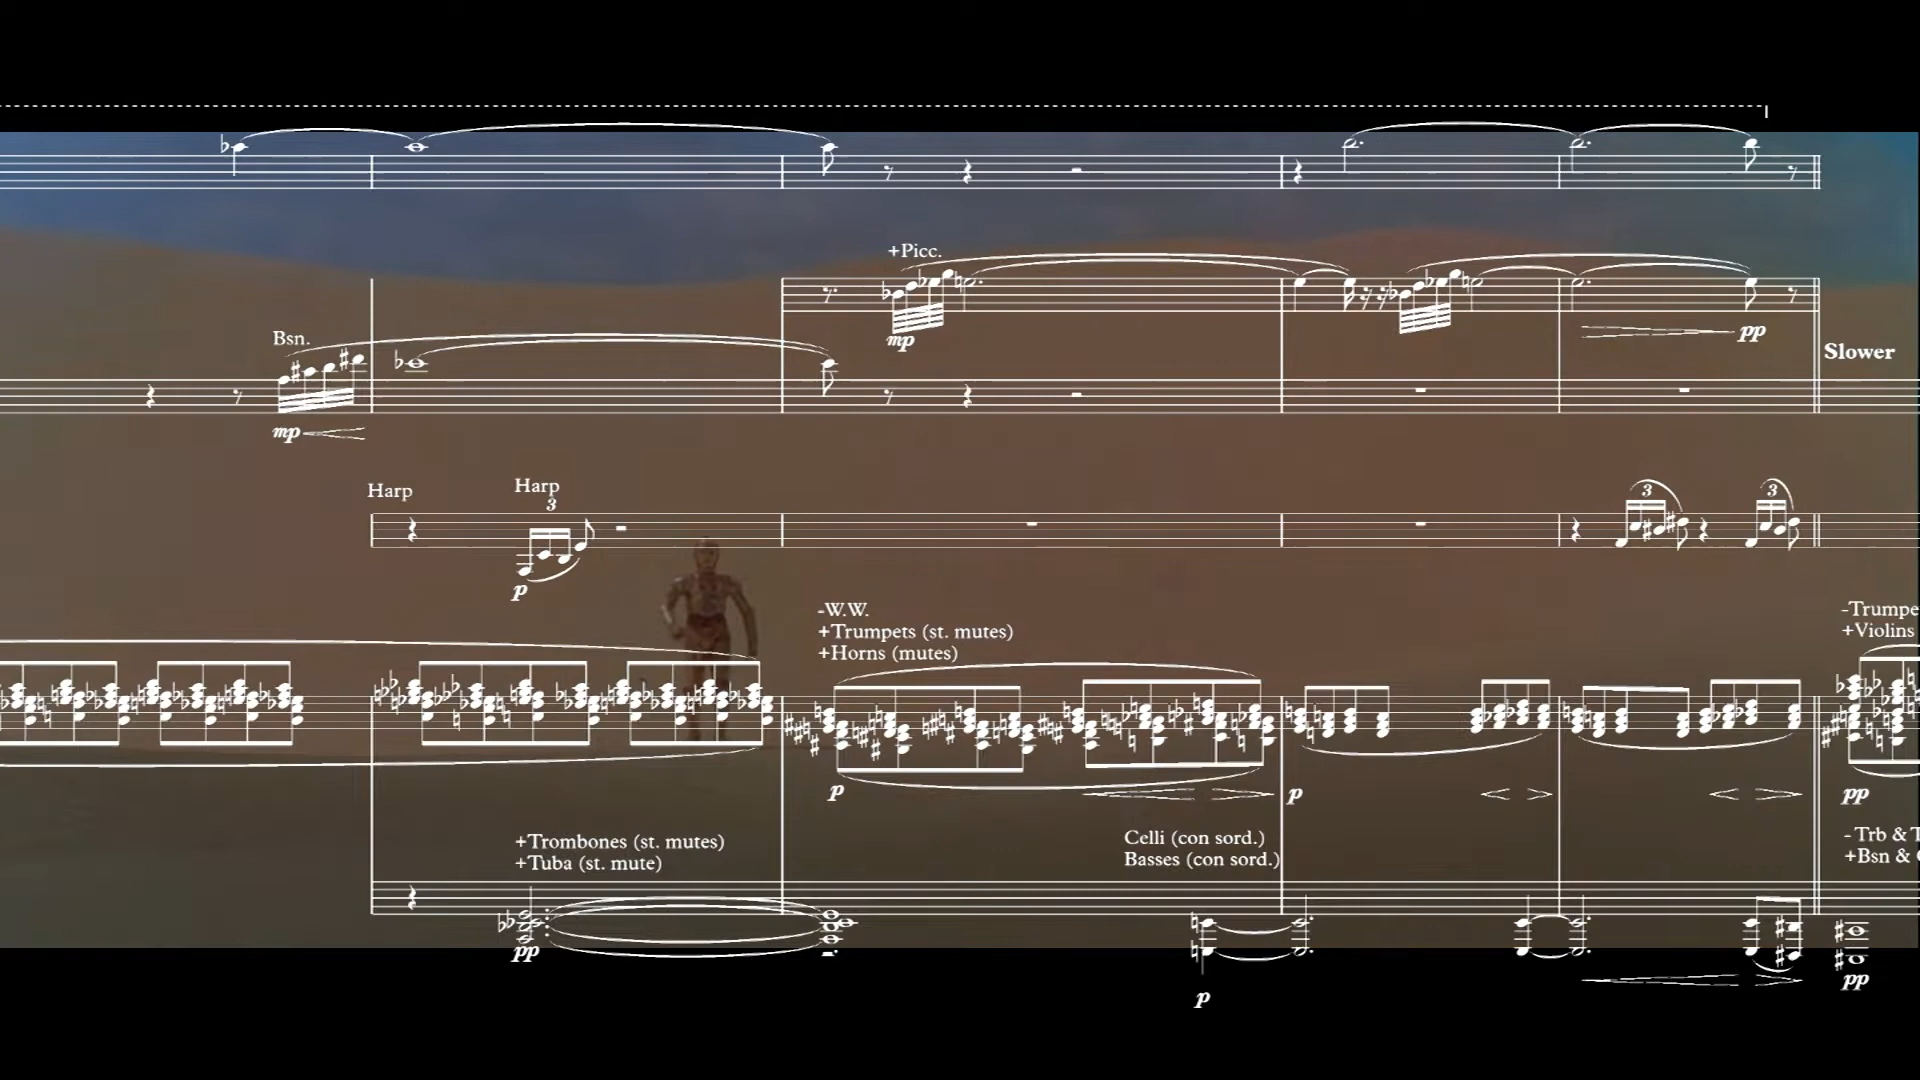 +Picc.
mp
pp
Bsn.
Slower
mp
Harp
Harp
3
3
3
p
-W.W.
+Trumpets (st. mutes)
+Horns (mutes)
-Trumpe
+Violins
p
p
pp
+Trombones (st. mutes)
+Tuba (st. mute)
Celli (con sord.)
Basses (con sord.)
- Trb & T
+Bsn &
pp
p
pp